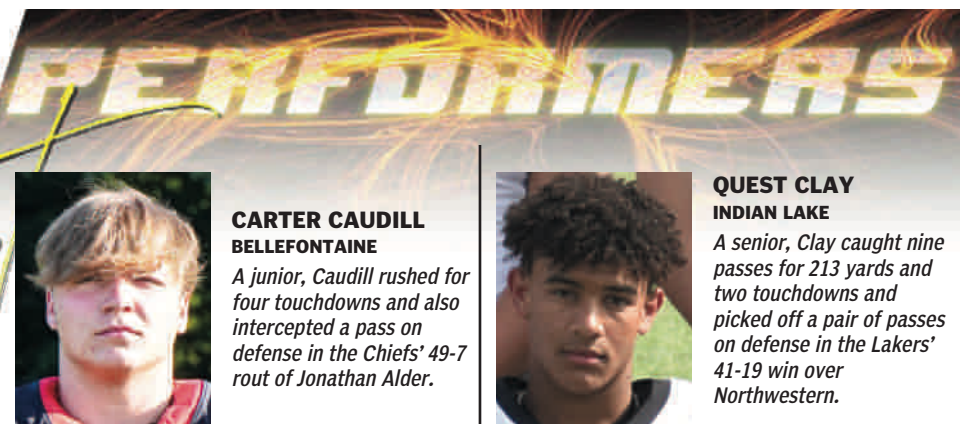 PERFORMERS
CARTER CAUDILL
BELLEFONTAINE
A junior, Caudill rushed for
four touchdowns and also
intercepted a pass on
defense in the Chiefs' 49-7
rout of Jonathan Alder.
QUEST CLAY
INDIAN LAKE
A senior, Clay caught nine
passes for 213 yards and
two touchdowns and
picked off a pair of passes
on defense in the Lakers'
41-19 win over
Northwestern.